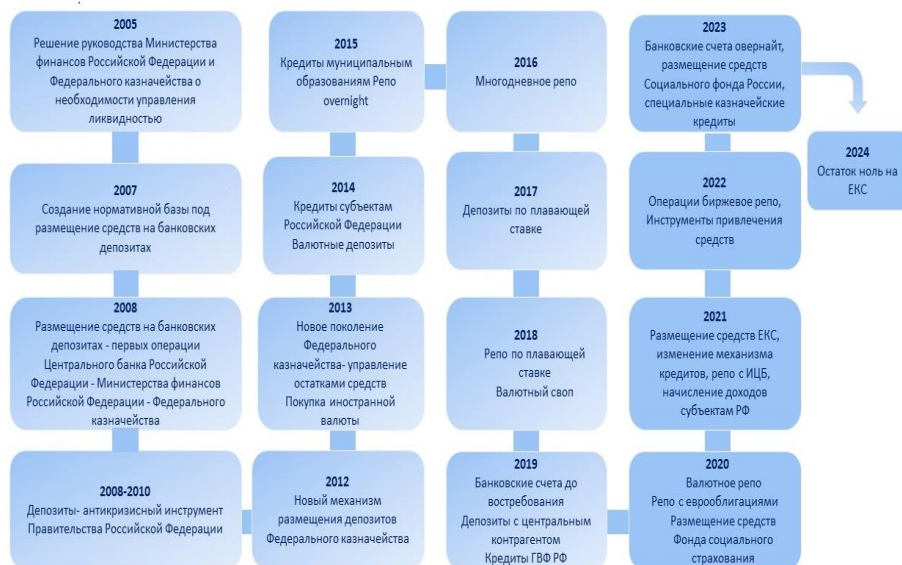 2005
Решение руководства Министерства
финансов Российской Федерации и
Федерального казначейства о
необходимости управления
ликвидностью
2007
Создание нормативной базы под
размещение средств на банковских
депозитах
2008
Размещение средств на банковских
депозитах - первых операции
Центрального банка Российской
Федерации - Министерства финансов
Российской Федерации - Федерального
казначейства
2008-2010
Депозиты- антикризисный инструмент
Правительства Российской Федерации
2012
Новый механизм
размещения депозитов
Федерального казначейства
2013
Новое поколение
Федерального
казначейства- управление
остатками средств
Покупка иностранной
валюты
2014
Кредиты субъектам
Российской Федерации
Валютные депозиты
2015
Кредиты муниципальным
образованиям Репо
overnight
2016
Многодневное репо
2017
Депозиты по плавающей
ставке
2018
Репо по плавающей
ставке
Валютный своп
2019
Банковские счета до
востребования
Депозиты с центральным
контрагентом
Кредиты ГВФ РФ
2020
Валютное репо
Репо с еврооблигациями
Размещение средств
Фонда социального
страхования
2021
Размещение средств ЕКС,
изменение механизма
кредитов, репо с ИЦБ,
начисление доходов
субъектам РФ
2022
Операции биржевое репо,
Инструменты привлечения
средств
2023
Банковские счета овернайт,
размещение средств
Социального фонда России,
специальные казначейские
кредиты
2024
Остаток ноль на
ЕКС